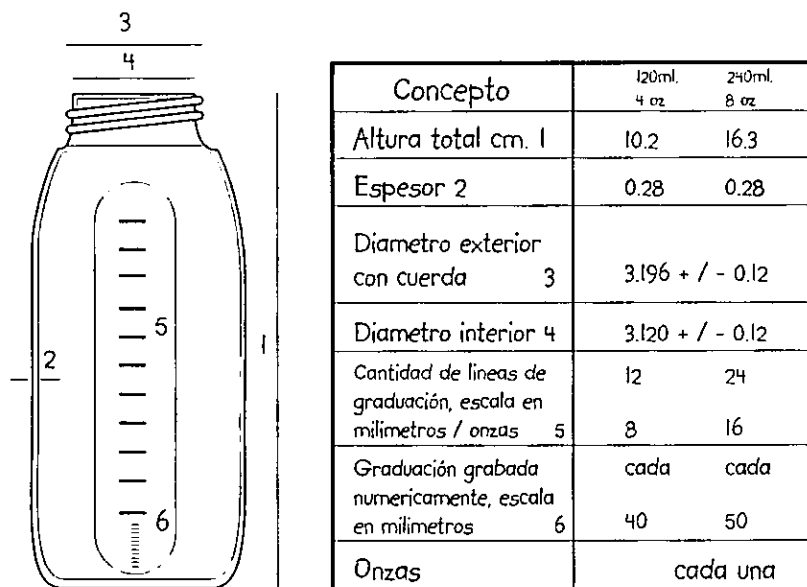 3
4
5
2
1
6
Concepto 120ml. 240ml.
4 oz 8 oz
Altura total cm. 1 10.2 16.3
Espesor 2 0.28 0.28
Diametro exterior
con cuerda 3 3.196 + / - 0.12
Diametro interior 4 3.120 + / - 0.12
Cantidad de lineas de 12 24
graduación, escala en
milimetros / onzas 5 8 16
Graduación grabada cada cada
numericamente, escala
en milimetros 6 40 50
Onzas cada una